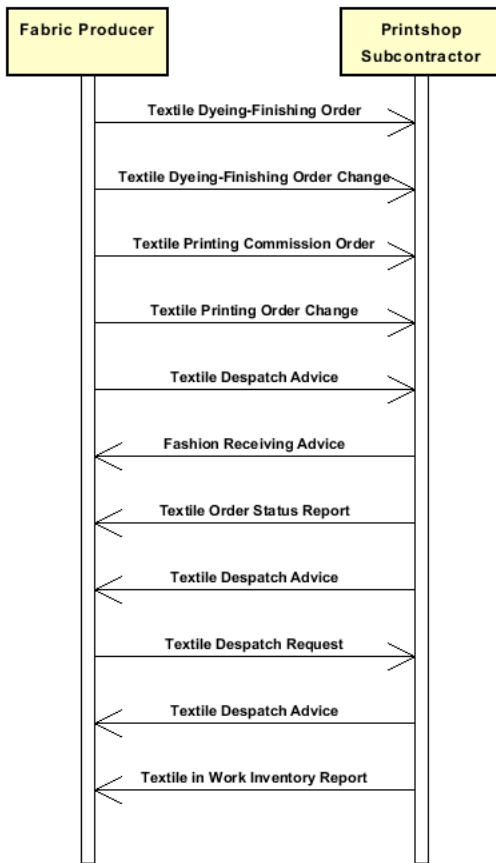 Fabric Producer
Printshop
Subcontractor
Textile Dyeing-Finishing Order
Textile Dyeing-Finishing Order Change
Textile Printing Commission Order
Textile Printing Order Change
Textile Despatch Advice
Fashion Receiving Advice
Textile Order Status Report
Textile Despatch Advice
Textile Despatch Request
Textile Despatch Advice
Textile in Work Inventory Report